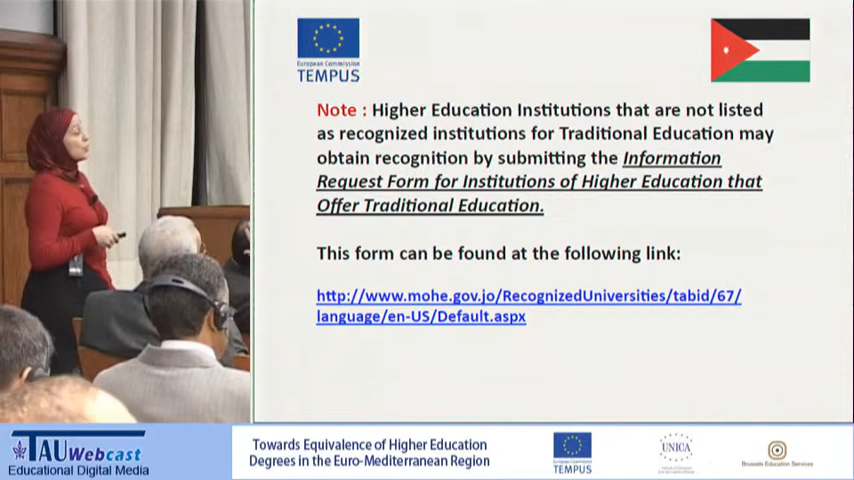 European Commission
TEMPUS
Note : Higher Education Institutions that are not listed
as recognized institutions for Traditional Education may
obtain recognition by submitting the Information
Request Form for Institutions of Higher Education that
Offer Traditional Education.
This form can be found at the following link:
http://www.mohe.gov.jo/RecognizedUniversities/tabid/67/
language/en-US/Default.aspx
TAU Webcast
Educational Digital Media
Towards Equivalence of Higher Education
Degrees in the Euro-Mediterranean Region
European Commission
TEMPUS
UNICA
Brussels Education Services